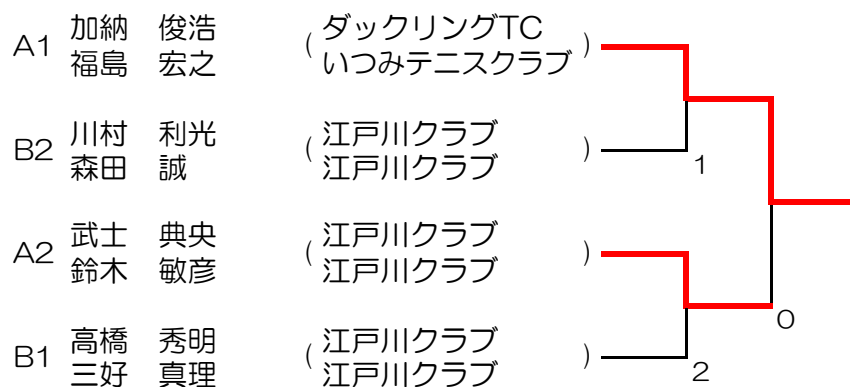 A1 加納 俊浩 ( ダックリングTC )
福島 宏之 いつみテニスクラブ
B2 川村 利光 ( 江戸川クラブ )
森田 誠 江戸川クラブ
1
A2 武士 典央 ( 江戸川クラブ )
鈴木 敏彦 江戸川クラブ
0
B1 高橋 秀明 ( 江戸川クラブ )
三好 真理 江戸川クラブ
2